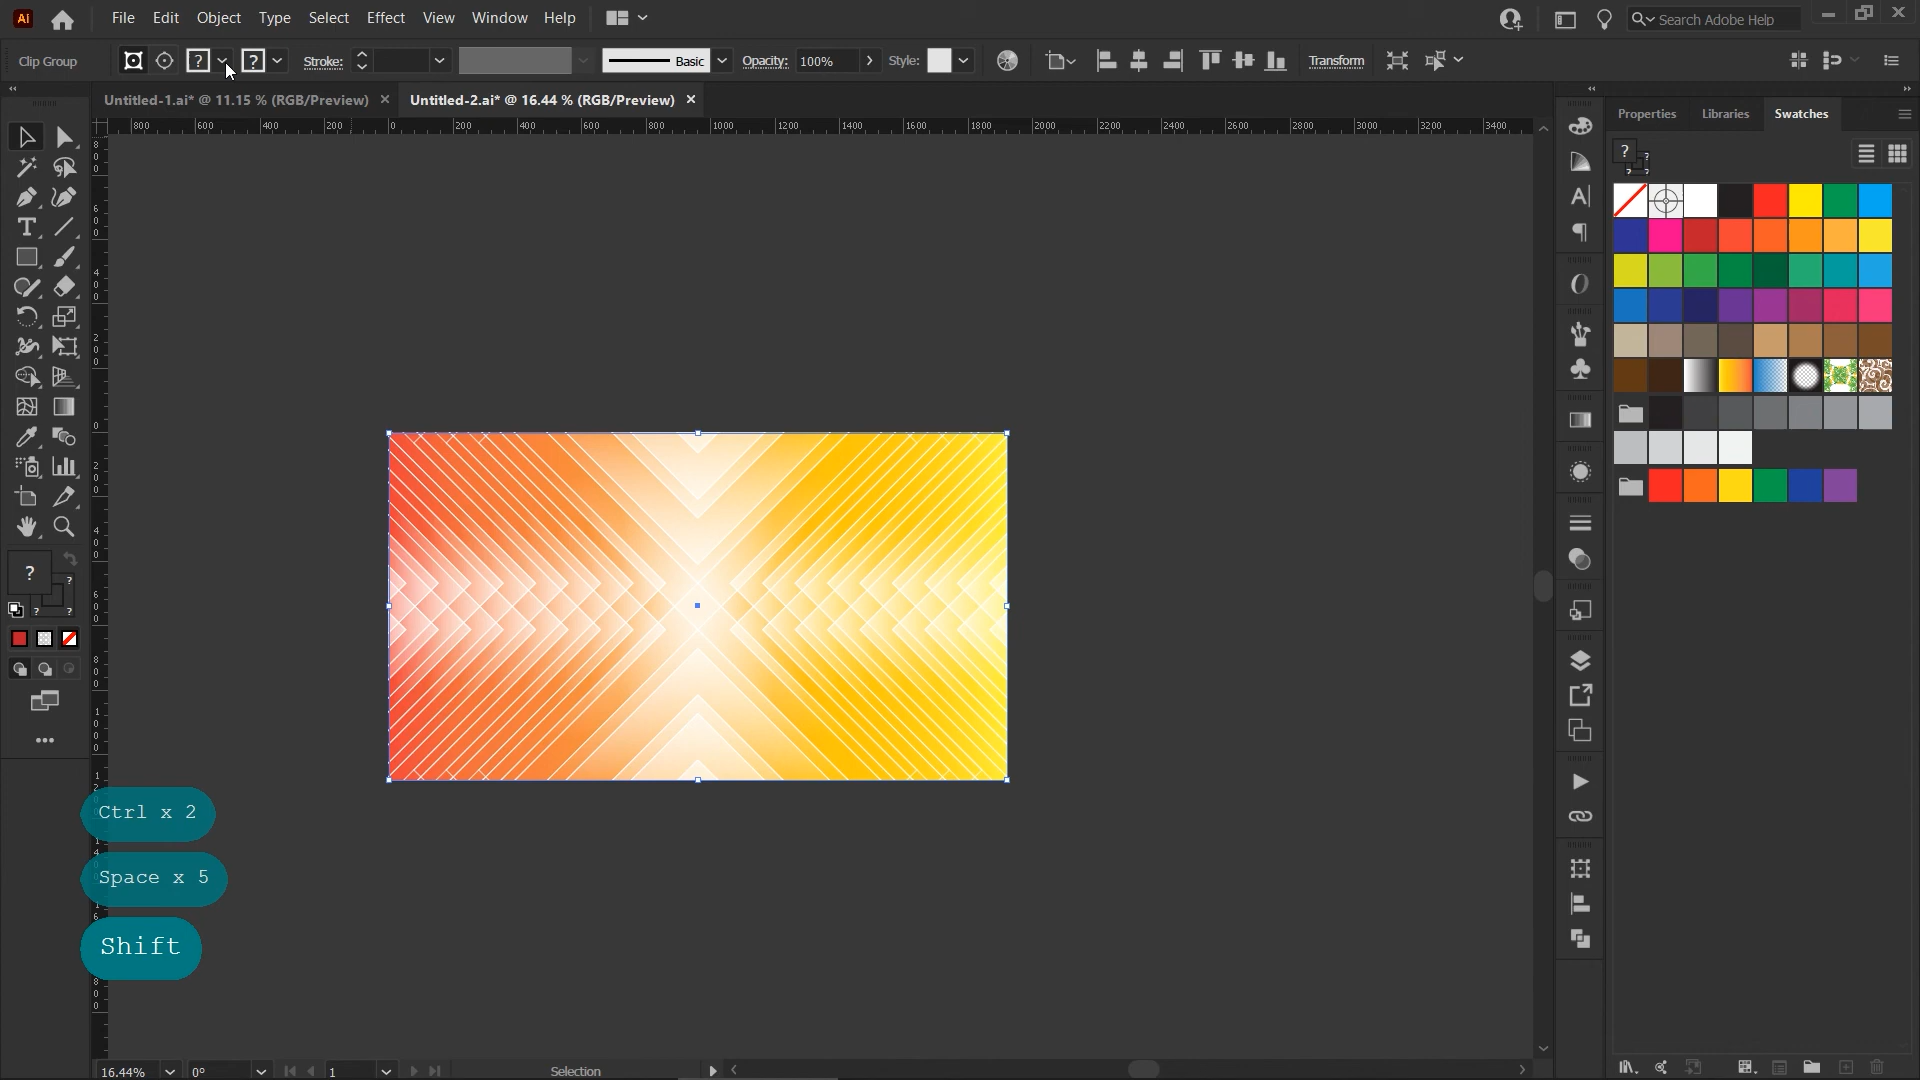 Ai File Edit Object Type Select Effect View Window Help Search Adobe Help
Clip Group ? ? Stroke: Basic Opacity: 100% Style: Transform
Untitled-1.ai* @ 11.15 % (RGB/Preview) × Untitled-2.ai* @ 16.44 % (RGB/Preview) ×
Properties Libraries Swatches
800 600 400 200 0 200 400 600 800 1000 1200 1400 1600 1800 2000 2200 2400 2600 2800 3000 3200 3400
?
? ?
Ctrl x 2
Space x 5
Shift
16.44% 0° 1 Selection